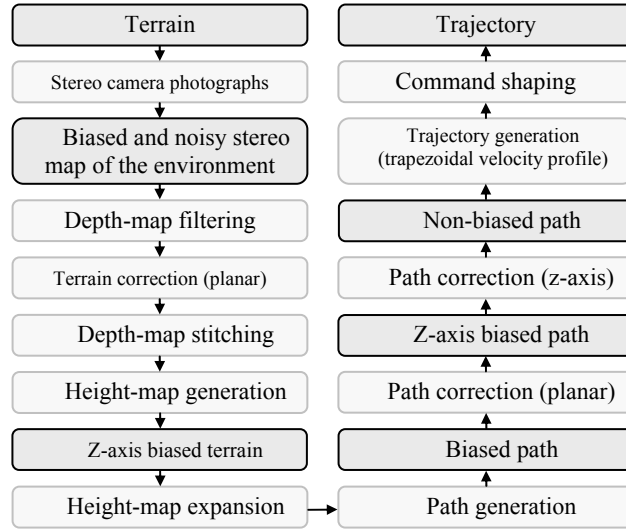 Terrain
Stereo camera photographs
Biased and noisy stereo
map of the environment
Depth-map filtering
Terrain correction (planar)
Depth-map stitching
Height-map generation
Z-axis biased terrain
Height-map expansion
Trajectory
Command shaping
Trajectory generation
(trapezoidal velocity profile)
Non-biased path
Path correction (z-axis)
Z-axis biased path
Path correction (planar)
Biased path
Path generation